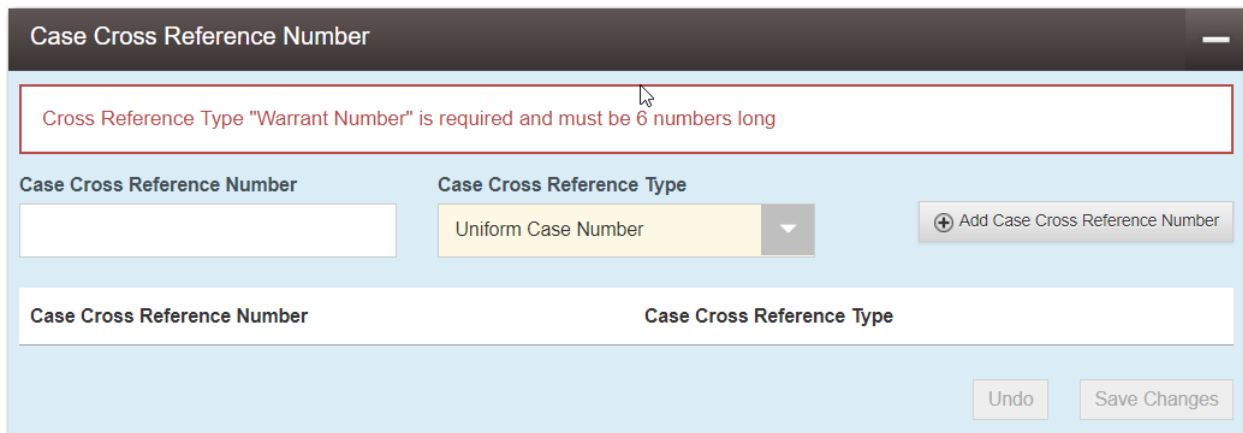 Case Cross Reference Number
Cross Reference Type "Warrant Number" is required and must be 6 numbers long
Case Cross Reference Number
Case Cross Reference Type
Uniform Case Number
Add Case Cross Reference Number
Case Cross Reference Number
Case Cross Reference Type
Undo
Save Changes